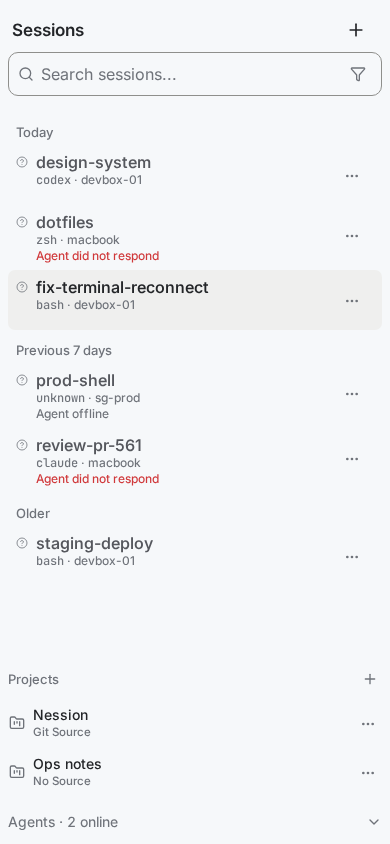 Sessions
Search sessions...
Today
design-system
codex · devbox-01
dotfiles
zsh · macbook
Agent did not respond
fix-terminal-reconnect
bash · devbox-01
Previous 7 days
prod-shell
unknown · sg-prod
Agent offline
review-pr-561
claude · macbook
Agent did not respond
Older
staging-deploy
bash · devbox-01
Projects
Nession
Git Source
Ops notes
No Source
Agents · 2 online